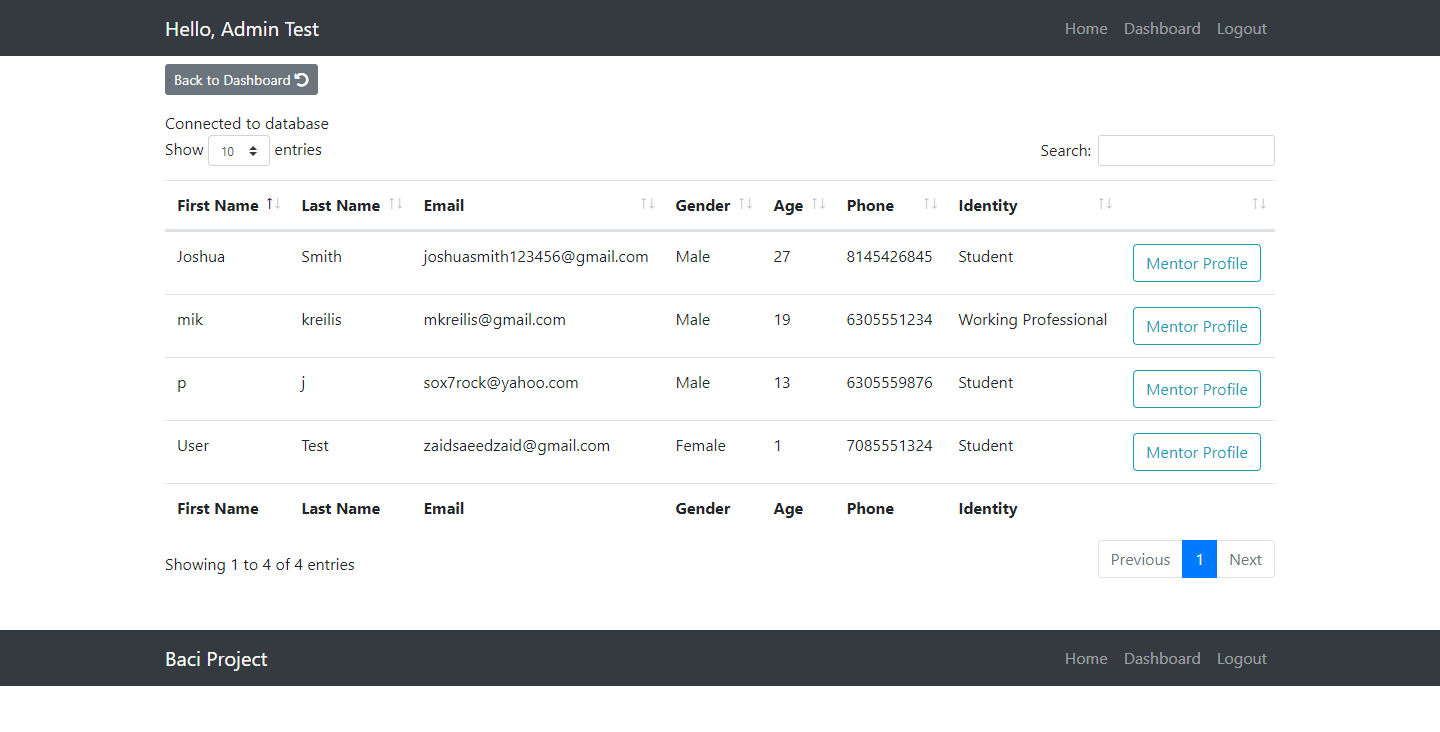 Hello, Admin Test Home Dashboard Logout
Back to Dashboard
Connected to database
Show 10 entries Search:
First Name Last Name Email Gender Age Phone Identity
Joshua Smith joshuasmith123456@gmail.com Male 27 8145426845 Student Mentor Profile
mik kreilis mkreilis@gmail.com Male 19 6305551234 Working Professional Mentor Profile
p j sox7rock@yahoo.com Male 13 6305559876 Student Mentor Profile
User Test zaidsaeedzaid@gmail.com Female 1 7085551324 Student Mentor Profile
First Name Last Name Email Gender Age Phone Identity
Showing 1 to 4 of 4 entries Previous 1 Next
Baci Project Home Dashboard Logout